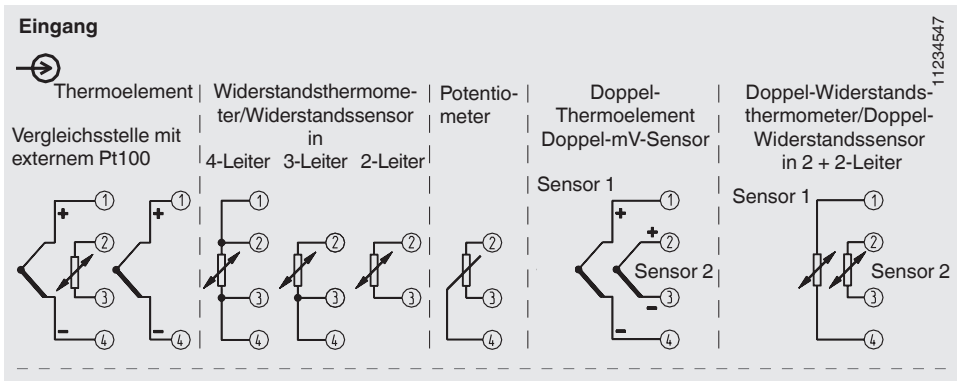 Eingang
11234547
Thermoelement
Vergleichsstelle mit
externem Pt100
Widerstandsthermome-
ter/Widerstandssensor
in
4-Leiter 3-Leiter 2-Leiter
Potentio-
meter
Doppel-
Thermoelement
Doppel-mV-Sensor
Doppel-Widerstands-
thermometer/Doppel-
Widerstandssensor
in 2 + 2-Leiter
1 + 2 3 - 4
1 + - 4
1 2 3 4
2 3 4
2 3
2 3 4
Sensor 1
1 + + 2
Sensor 2
3 - - 4
Sensor 1
1 2
Sensor 2
3 4